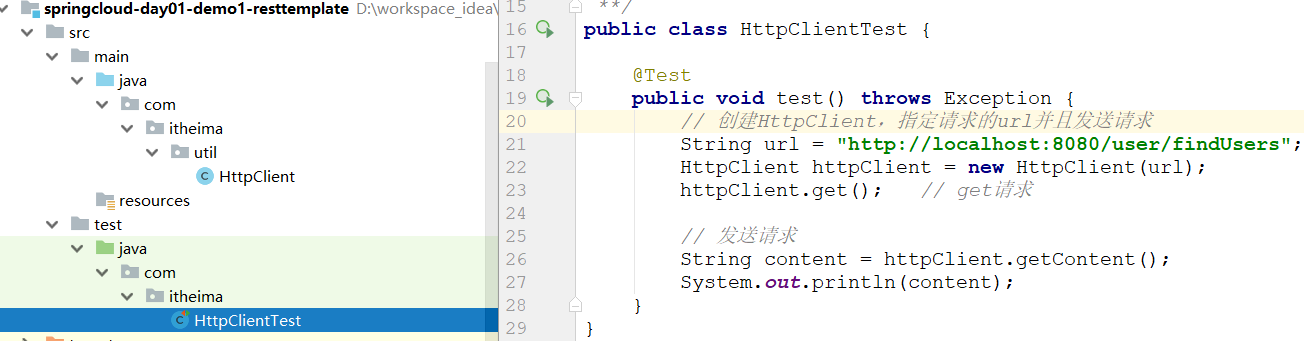 springcloud-day01-demo1-resttemplate D:\workspace_idea\
src
main
java
com
itheima
util
HttpClient
resources
test
java
com
itheima
HttpClientTest
15 **/
16 public class HttpClientTest {
17
18 @Test
19 public void test() throws Exception {
20 // 创建HttpClient，指定请求的url并且发送请求
21 String url = "http://localhost:8080/user/findUsers";
22 HttpClient httpClient = new HttpClient(url);
23 httpClient.get(); // get请求
24
25 // 发送请求
26 String content = httpClient.getContent();
27 System.out.println(content);
28 }
29 }